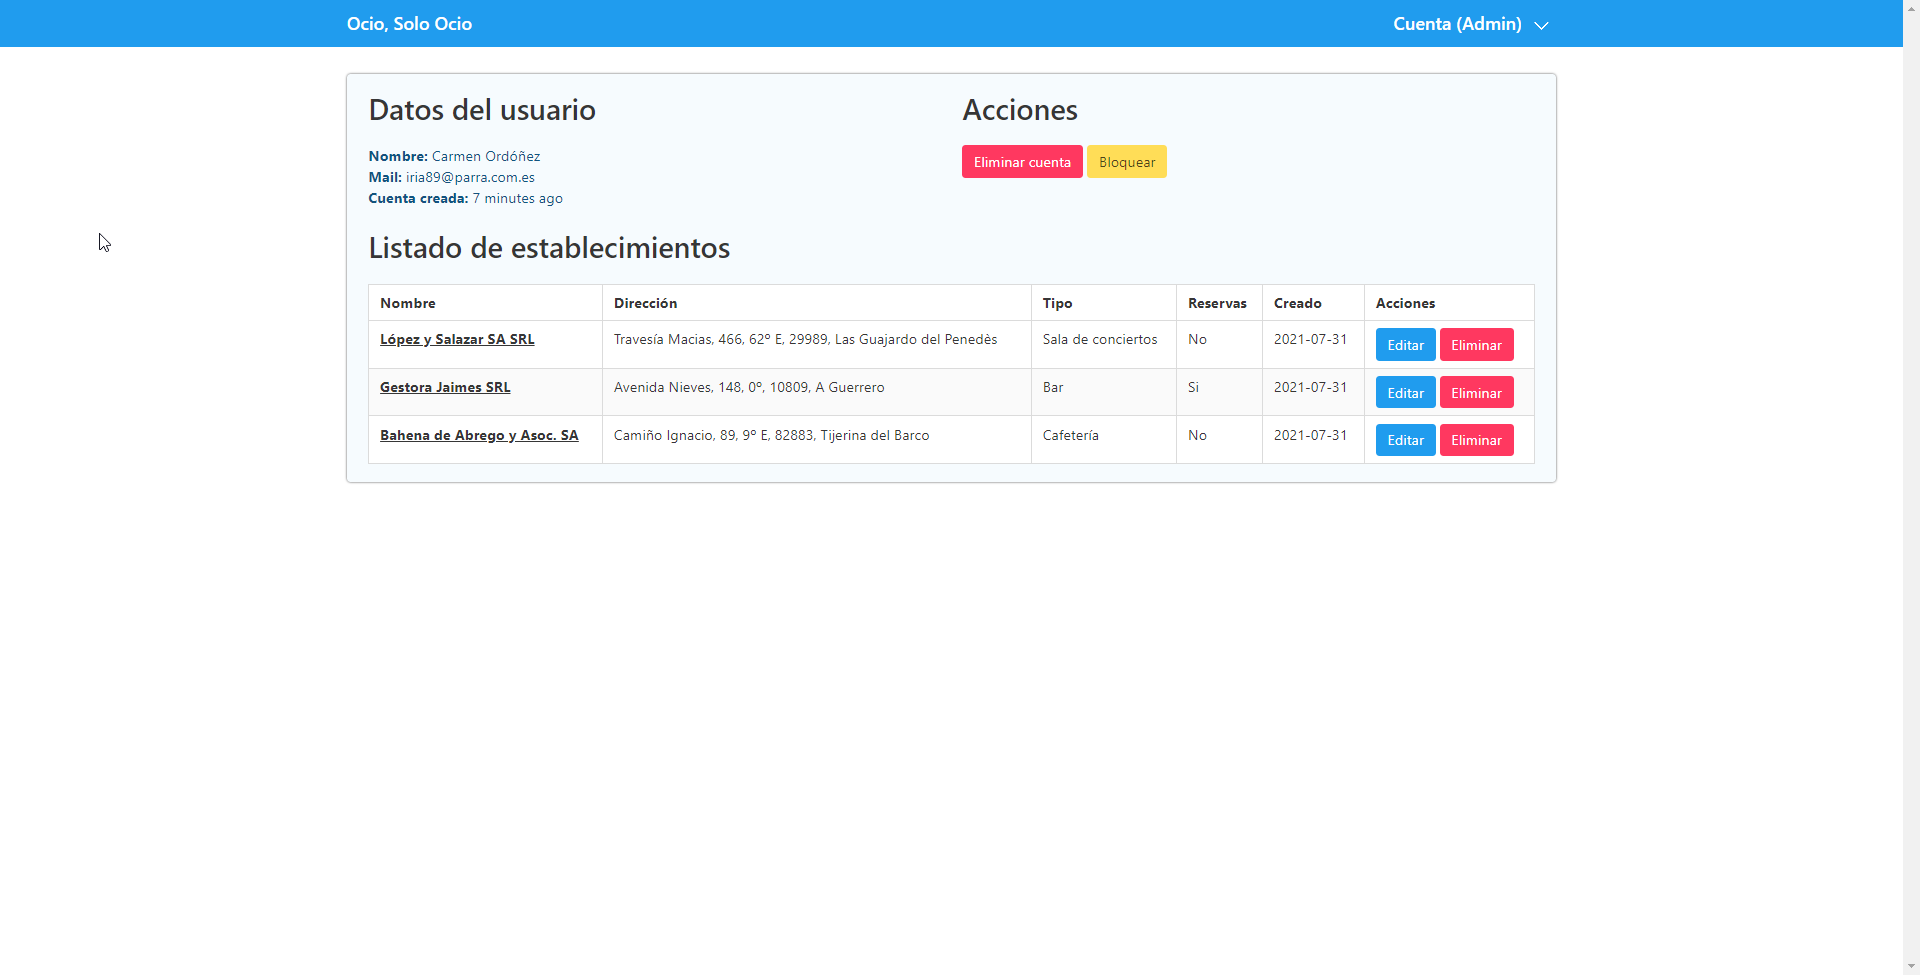 Ocio, Solo Ocio
Cuenta (Admin)
Datos del usuario
Nombre: Carmen Ordóñez
Mail: iria89@parra.com.es
Cuenta creada: 7 minutes ago
Acciones
Eliminar cuenta Bloquear
Listado de establecimientos
Nombre Dirección Tipo Reservas Creado Acciones
López y Salazar SA SRL Travesía Macias, 466, 62º E, 29989, Las Guajardo del Penedès Sala de conciertos No 2021-07-31 Editar Eliminar
Gestora Jaimes SRL Avenida Nieves, 148, 0º, 10809, A Guerrero Bar Si 2021-07-31 Editar Eliminar
Bahena de Abrego y Asoc. SA Camiño Ignacio, 89, 9º E, 82883, Tijerina del Barco Cafetería No 2021-07-31 Editar Eliminar